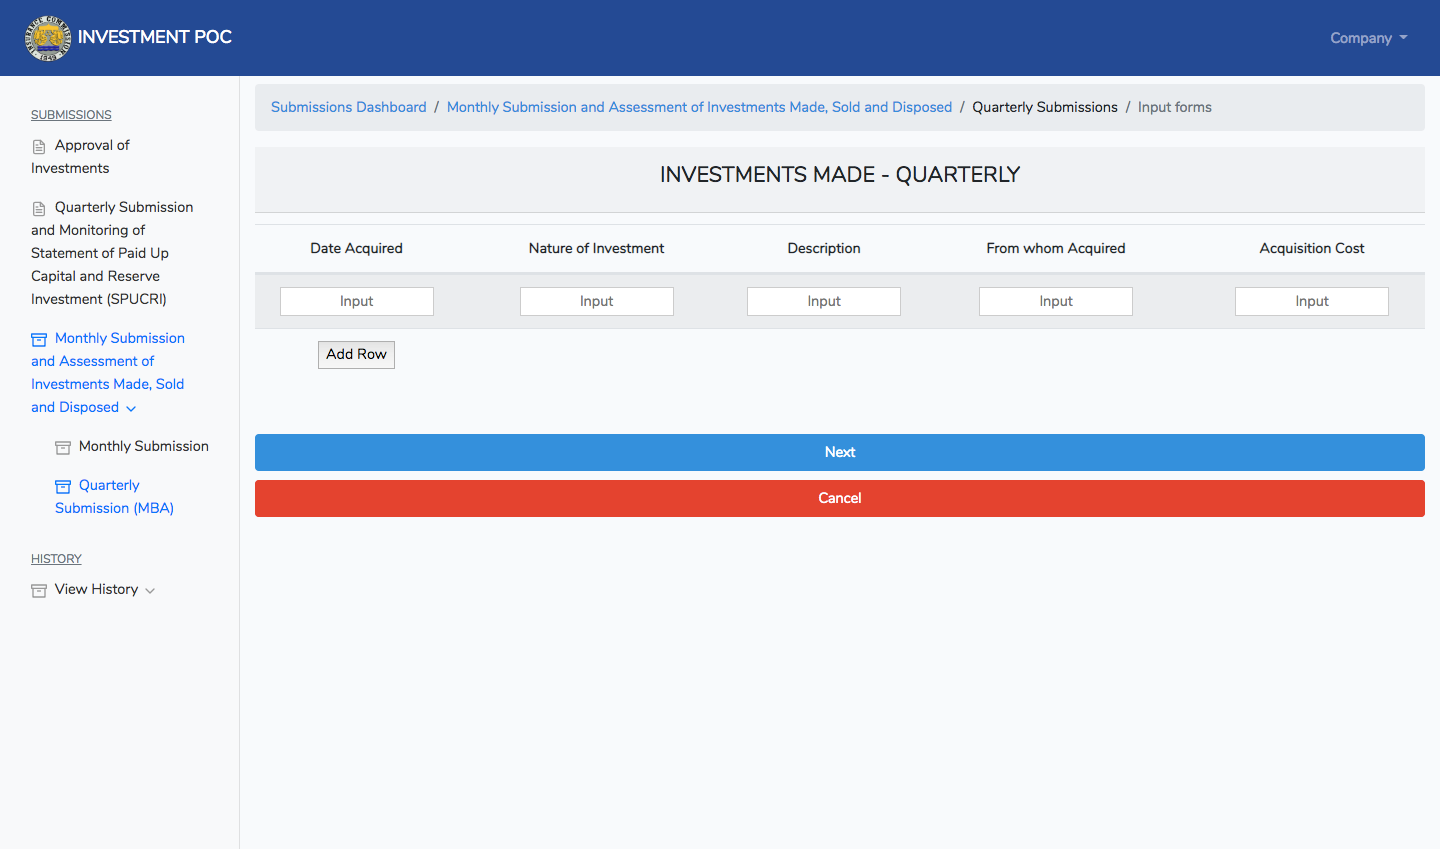 INSURANCE COMMISSION
1949
INVESTMENT POC
Company
SUBMISSIONS
Approval of
Investments
Quarterly Submission
and Monitoring of
Statement of Paid Up
Capital and Reserve
Investment (SPUCRI)
Monthly Submission
and Assessment of
Investments Made, Sold
and Disposed
Monthly Submission
Quarterly
Submission (MBA)
HISTORY
View History
Submissions Dashboard / Monthly Submission and Assessment of Investments Made, Sold and Disposed / Quarterly Submissions / Input forms
INVESTMENTS MADE - QUARTERLY
Date Acquired Nature of Investment Description From whom Acquired Acquisition Cost
Input Input Input Input Input
Add Row
Next
Cancel